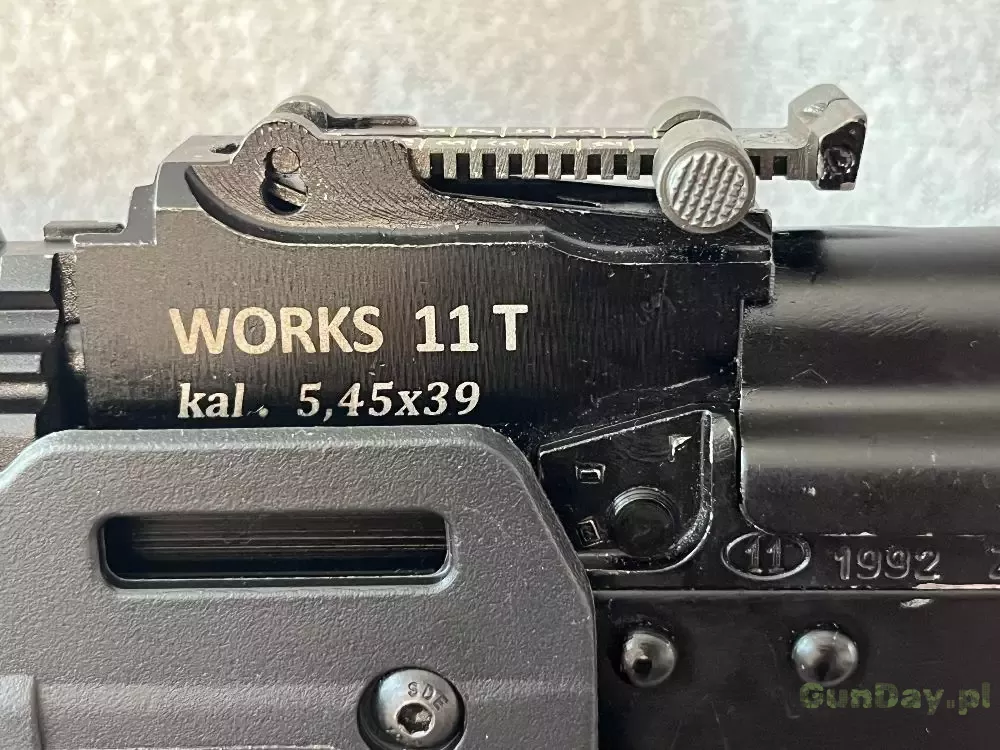 WORKS 11 T
kal. 5,45x39
11 1992
SDE
GunDay.pl